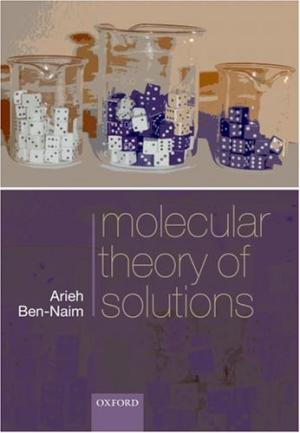 molecular
theory of
solutions
Arieh
Ben-Naim
OXFORD